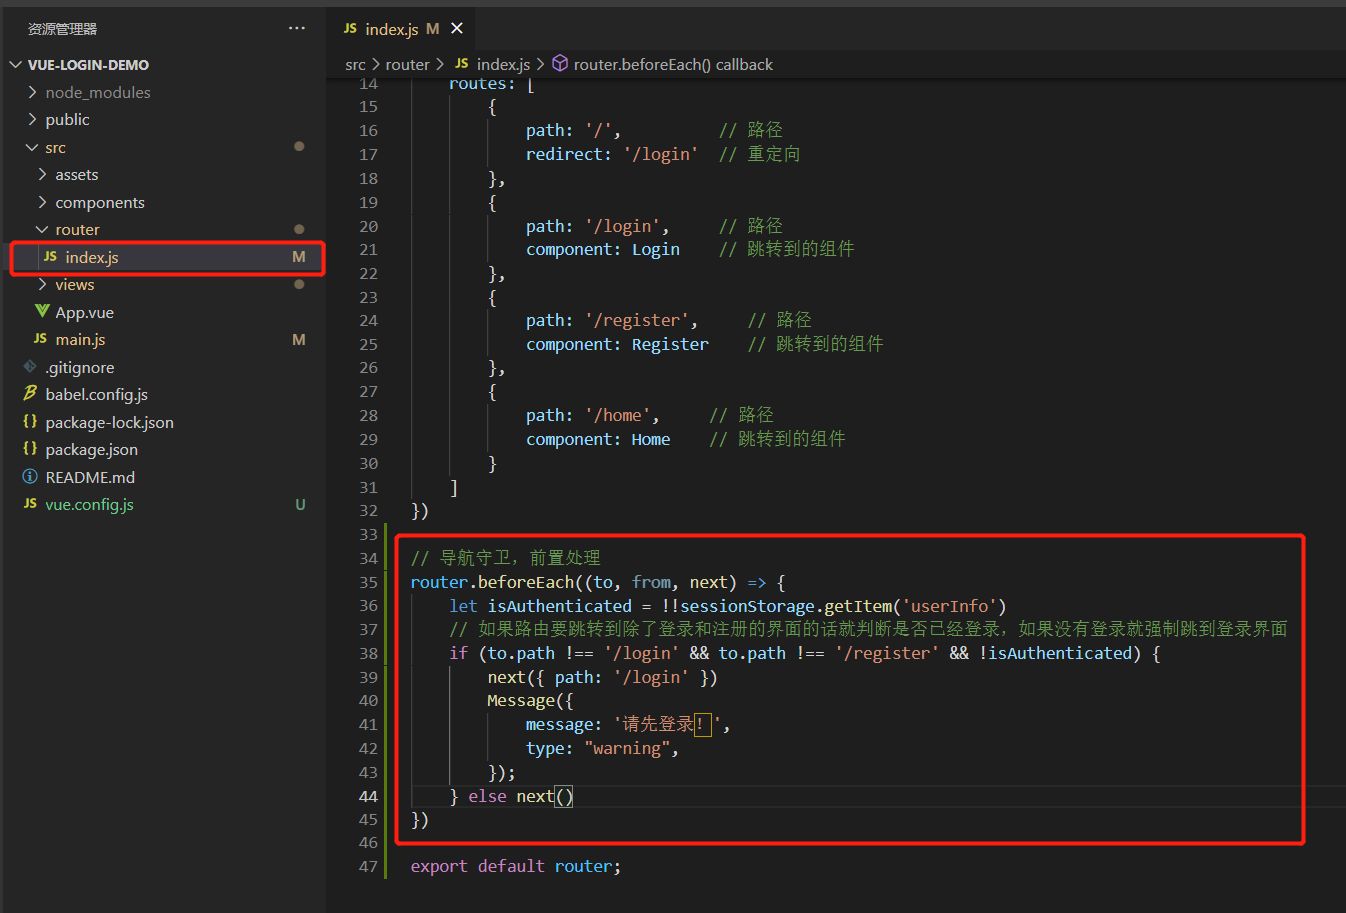 资源管理器
···
VUE-LOGIN-DEMO
node_modules
public
src
assets
components
router
JS index.js M
views
App.vue
JS main.js M
.gitignore
babel.config.js
{} package-lock.json
{} package.json
README.md
JS vue.config.js U
JS index.js M
src > router > JS index.js > router.beforeEach() callback
14 routes: [
15 {
16 path: '/', // 路径
17 redirect: '/login' // 重定向
18 },
19 {
20 path: '/login', // 路径
21 component: Login // 跳转到的组件
22 },
23 {
24 path: '/register', // 路径
25 component: Register // 跳转到的组件
26 },
27 {
28 path: '/home', // 路径
29 component: Home // 跳转到的组件
30 }
31 ]
32 })
33
34 // 导航守卫，前置处理
35 router.beforeEach((to, from, next) => {
36 let isAuthenticated = !!sessionStorage.getItem('userInfo')
37 // 如果路由要跳转到除了登录和注册的界面的话就判断是否已经登录，如果没有登录就强制跳到登录界面
38 if (to.path !== '/login' && to.path !== '/register' && !isAuthenticated) {
39 next({ path: '/login' })
40 Message({
41 message: '请先登录！',
42 type: "warning",
43 });
44 } else next()
45 })
46
47 export default router;